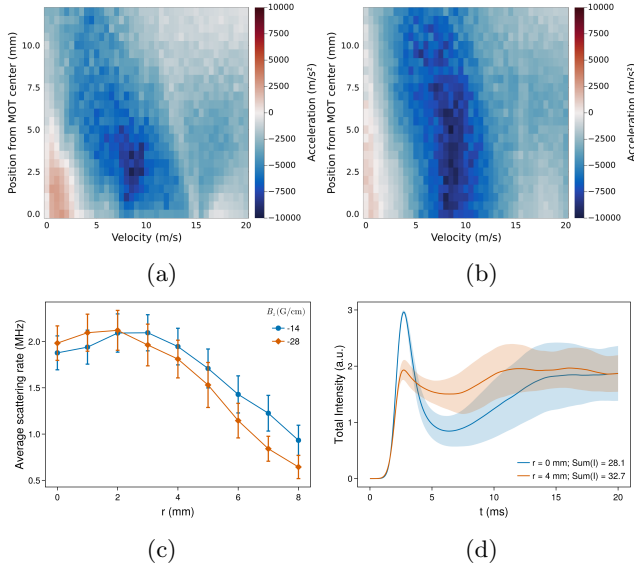 10000
7500
5000
2500
0
−2500
−5000
−7500
−10000
Acceleration (m/s²)
10.0
7.5
5.0
2.5
0.0
Position from MOT center (mm)
0 5 10 15 20
Velocity (m/s)
(a)
10000
7500
5000
2500
0
−2500
−5000
−7500
−10000
Acceleration (m/s²)
10.0
7.5
5.0
2.5
0.0
Position from MOT center (mm)
0 5 10 15 20
Velocity (m/s)
(b)
2.0
1.5
1.0
0.5
Average scattering rate (MHz)
(G/cm)
-14
-28
0 2 4 6 8
r (mm)
(c)
3
2
1
0
Total Intensity (a.u.)
r = 0 mm; Sum(I) = 28.1
r = 4 mm; Sum(I) = 32.7
0 5 10 15 20
t (ms)
(d)